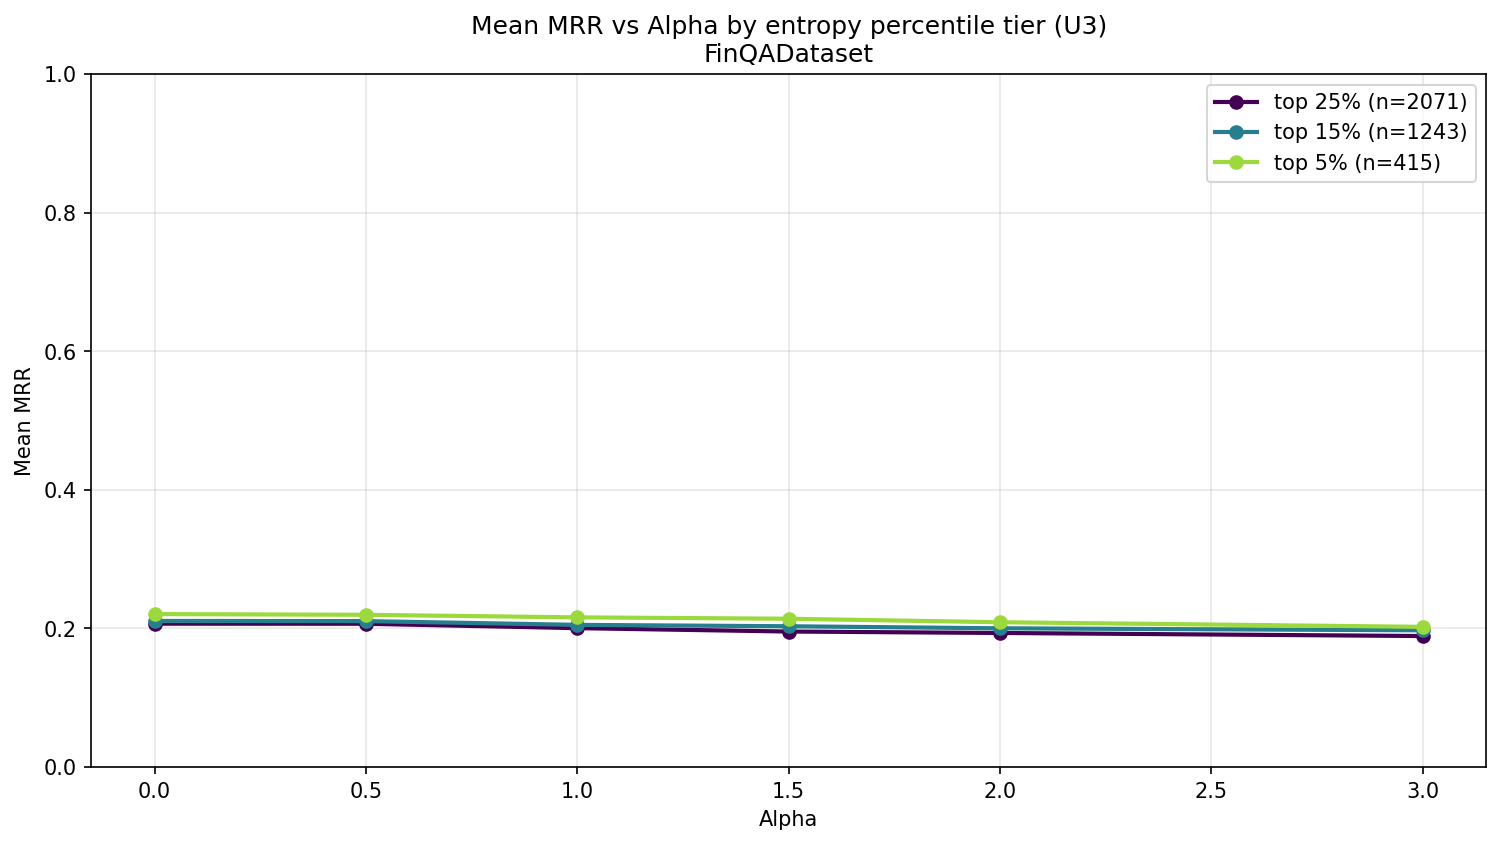 Mean MRR vs Alpha by entropy percentile tier (U3)
FinQADataset
top 25% (n=2071)
top 15% (n=1243)
top 5% (n=415)
Mean MRR
1.0
0.8
0.6
0.4
0.2
0.0
0.0 0.5 1.0 1.5 2.0 2.5 3.0
Alpha